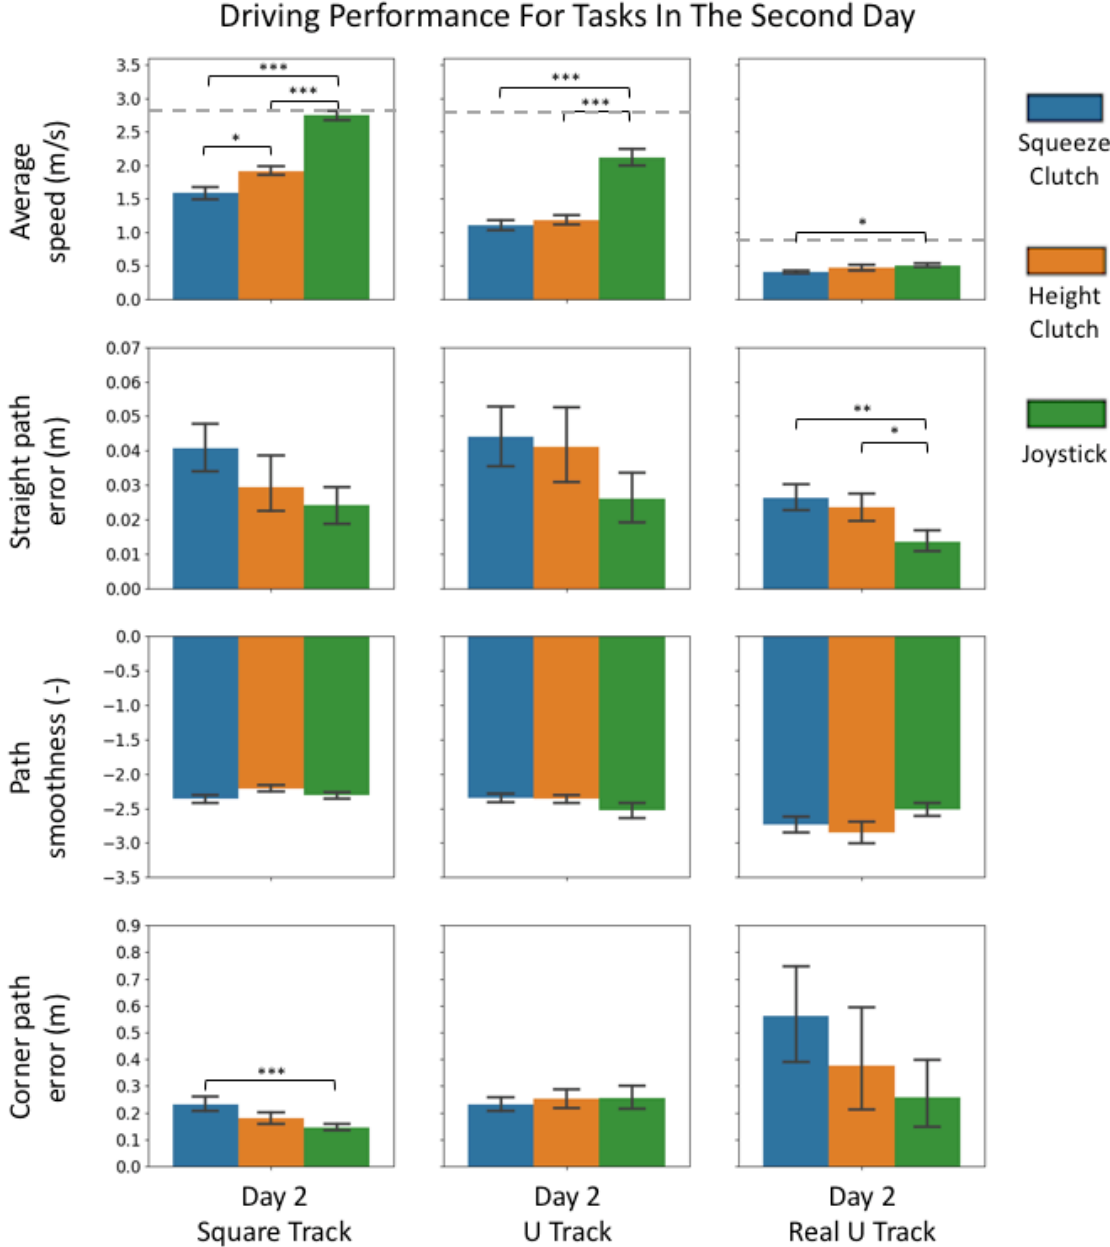 Driving Performance For Tasks In The Second Day
Average
speed (m/s)
3.5
3.0
2.5
2.0
1.5
1.0
0.5
0.0
***
***
*
***
***
*
Squeeze
Clutch
Height
Clutch
Joystick
Straight path
error (m)
0.07
0.06
0.05
0.04
0.03
0.02
0.01
0.00
**
*
Path
smoothness (-)
0.0
−0.5
−1.0
−1.5
−2.0
−2.5
−3.0
−3.5
Corner path
error (m)
0.9
0.8
0.7
0.6
0.5
0.4
0.3
0.2
0.1
0.0
***
Day 2
Square Track
Day 2
U Track
Day 2
Real U Track